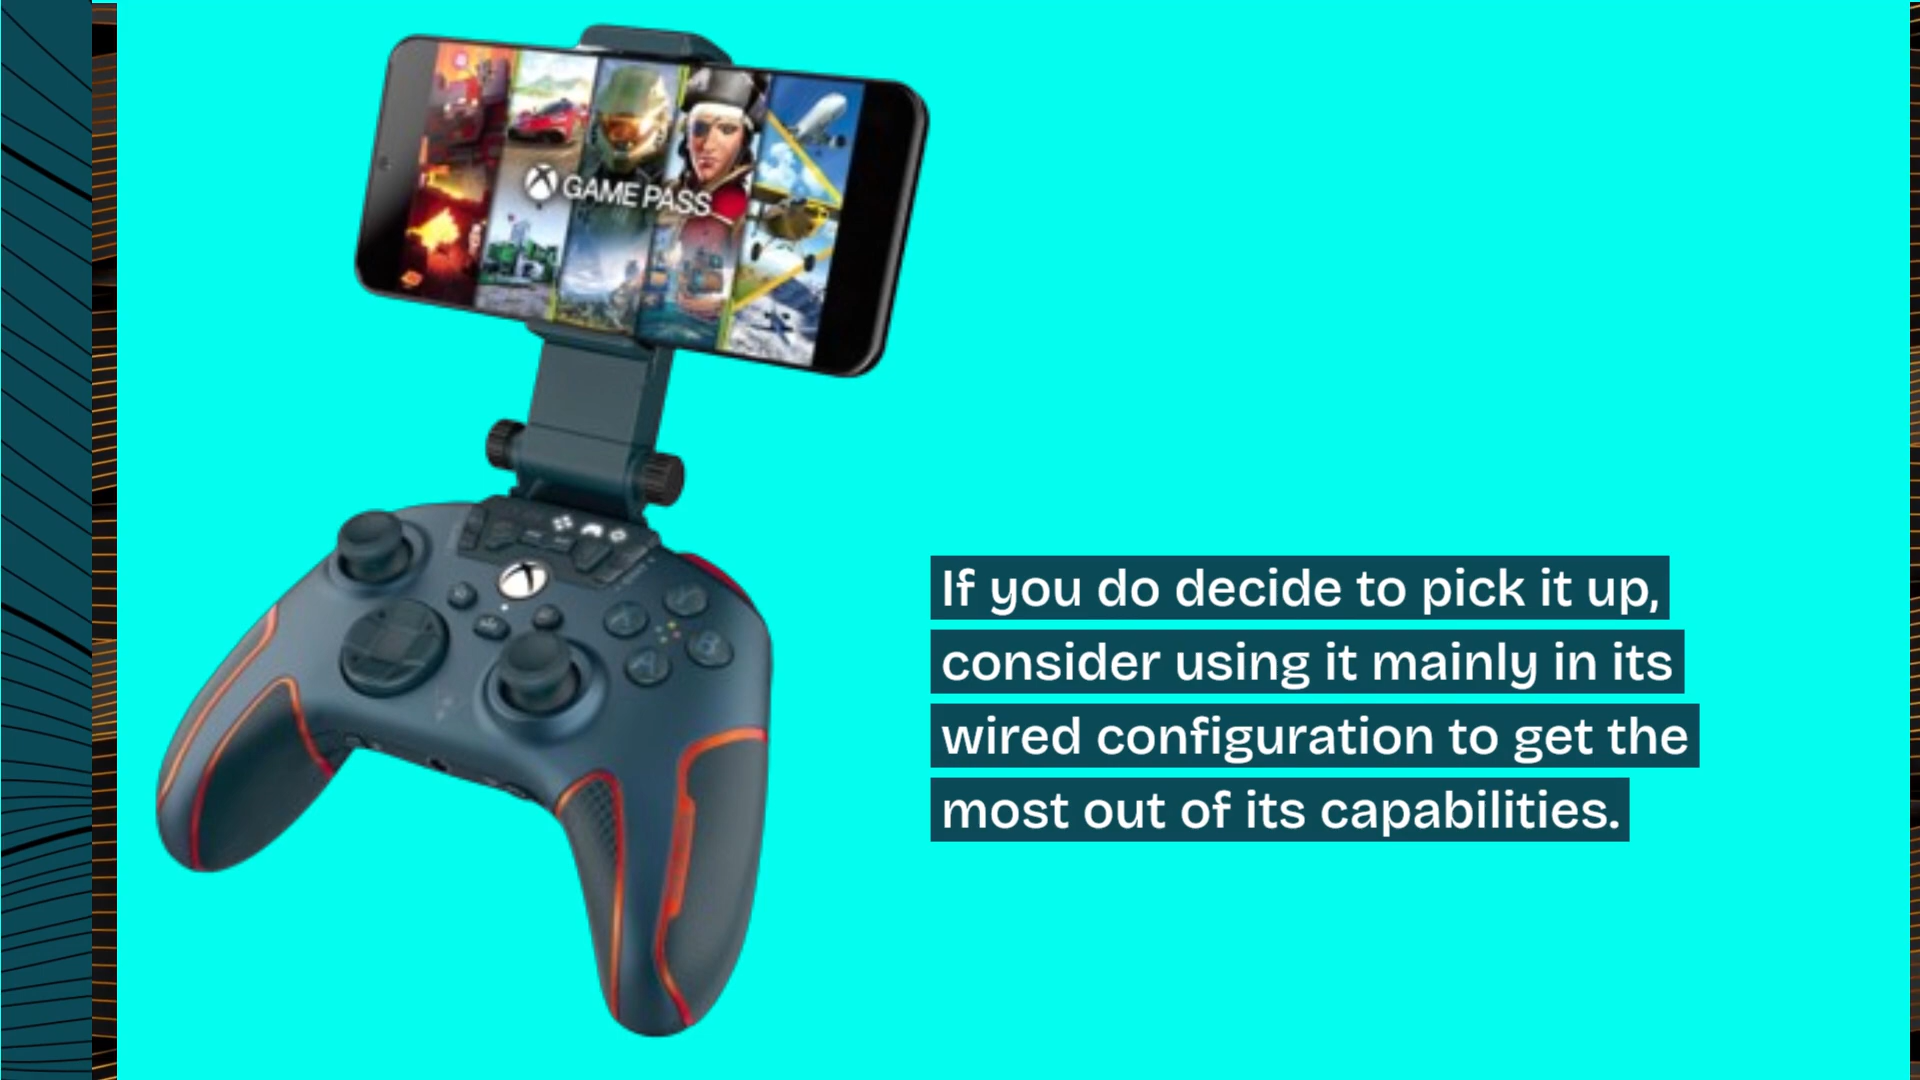 GAME PASS
If you do decide to pick it up,
consider using it mainly in its
wired configuration to get the
most out of its capabilities.